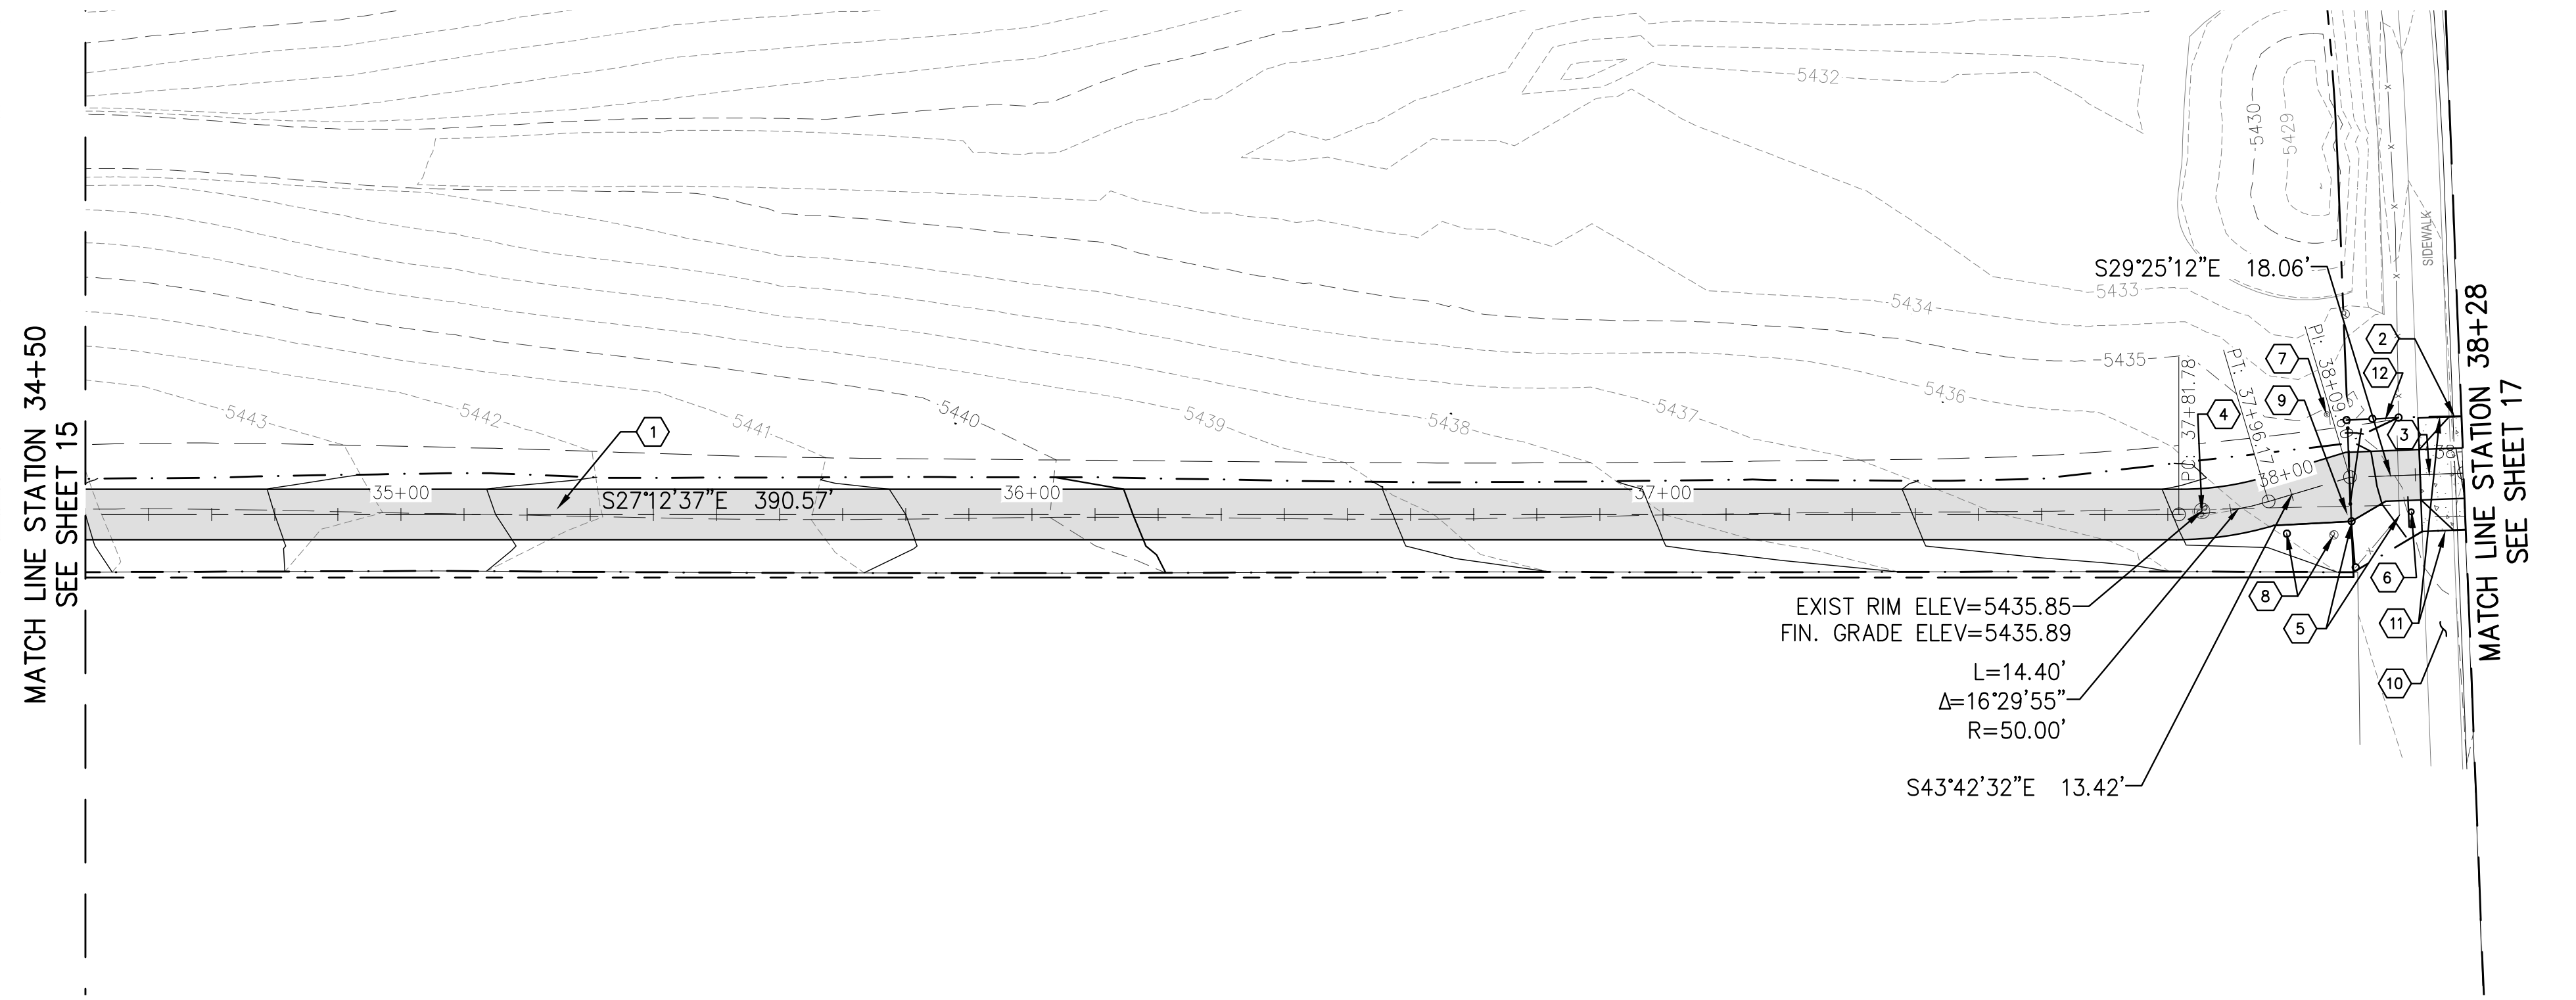 5432
5430
5429
SIDEWALK
S29°25'12"E 18.06'
5433
5434
5435
5436
5443
5442
5441
5440
5439
5438
5437
MATCH LINE STATION 34+50
SEE SHEET 15
1
2
12
7
9
4
3
PI: 38+09.60
PT: 37+96.17
37+81.78
35+00
S27°12'37"E 390.57'
36+00
37+00
38+00
MATCH LINE STATION 38+28
SEE SHEET 17
EXIST RIM ELEV=5435.85
FIN. GRADE ELEV=5435.89
L=14.40'
Δ=16°29'55"
R=50.00'
S43°42'32"E 13.42'
8
5
6
11
10